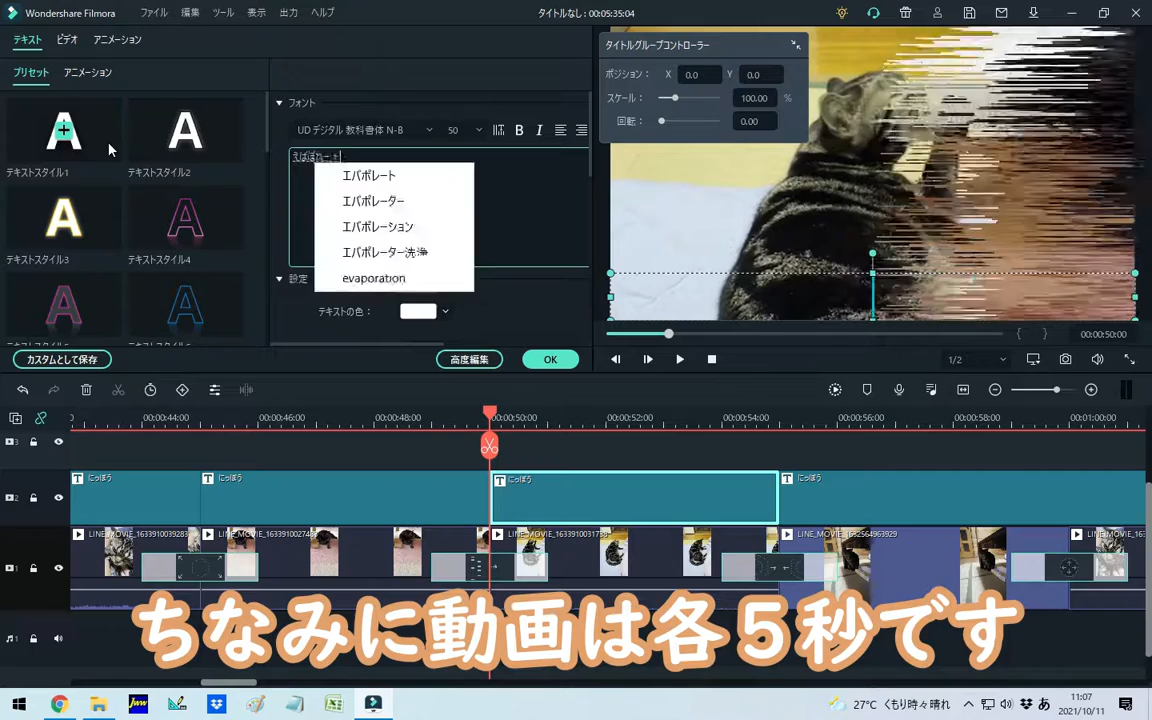 Wondershare Filmora
ファイル
編集
ツール
表示
出力
ヘルプ
タイトルなし : 00:05:35:04
テキスト
ビデオ
アニメーション
プリセット
アニメーション
テキストスタイル1
テキストスタイル2
テキストスタイル3
テキストスタイル4
カスタムとして保存
フォント
UD デジタル 教科書体 N-B
50
B
I
エバポレート
エバポレーター
エバポレーション
エバポレーター洗浄
evaporation
設定
テキストの色 :
高度編集
OK
タイトルグループコントローラー
ポジション :
X
0.0
Y
0.0
スケール :
100.00
%
回転 :
0.00
00:00:50:00
1/2
00:00:44:00
00:00:46:00
00:00:48:00
00:00:50:00
00:00:52:00
00:00:54:00
00:00:56:00
00:00:58:00
00:01:00:00
3
2
にっぽう
にっぽう
にっぽう
にっぽう
1
LINE_MOVIE_1633910039283
LINE_MOVIE_163391002748
LINE_MOVIE_1633910031738
LINE_MOVIE_1632564963929
LINE_MOVIE_16339
1
ちなみに動画は各５秒です
Jww
27℃ くもり時々晴れ
あ
11:07
2021/10/11